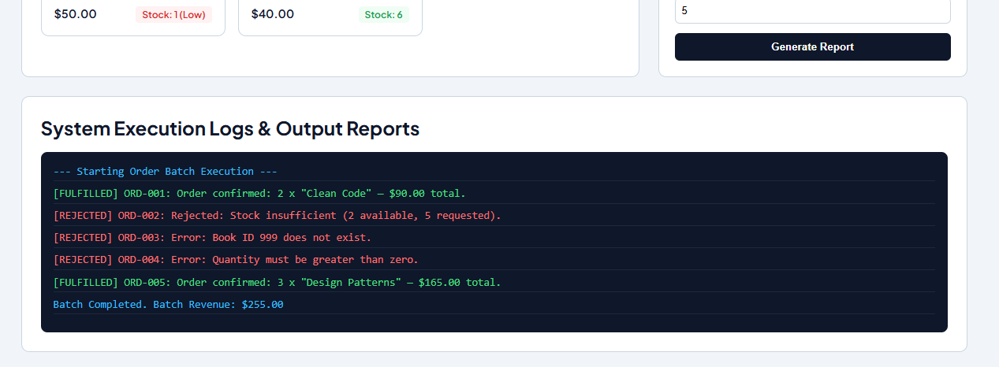 $50.00 Stock: 1 (Low) $40.00 Stock: 6
5
Generate Report
System Execution Logs & Output Reports
--- Starting Order Batch Execution ---
[FULFILLED] ORD-001: Order confirmed: 2 x "Clean Code" — $90.00 total.
[REJECTED] ORD-002: Rejected: Stock insufficient (2 available, 5 requested).
[REJECTED] ORD-003: Error: Book ID 999 does not exist.
[REJECTED] ORD-004: Error: Quantity must be greater than zero.
[FULFILLED] ORD-005: Order confirmed: 3 x "Design Patterns" — $165.00 total.
Batch Completed. Batch Revenue: $255.00